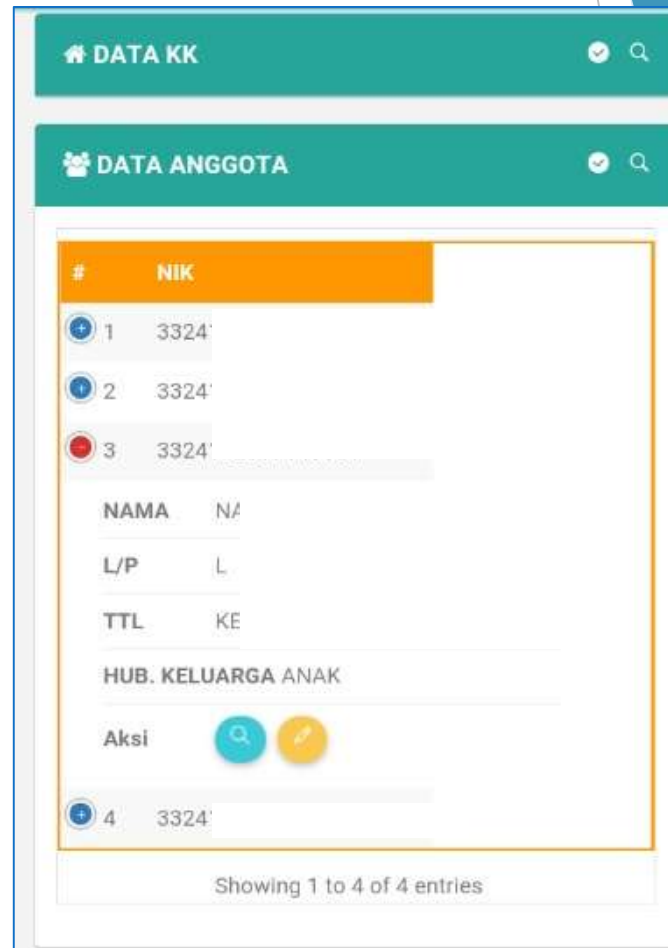 DATA KK
DATA ANGGOTA
# NIK
1 3324
2 3324
3 3324
NAMA NA
L/P L
TTL KE
HUB. KELUARGA ANAK
Aksi
4 3324
Showing 1 to 4 of 4 entries